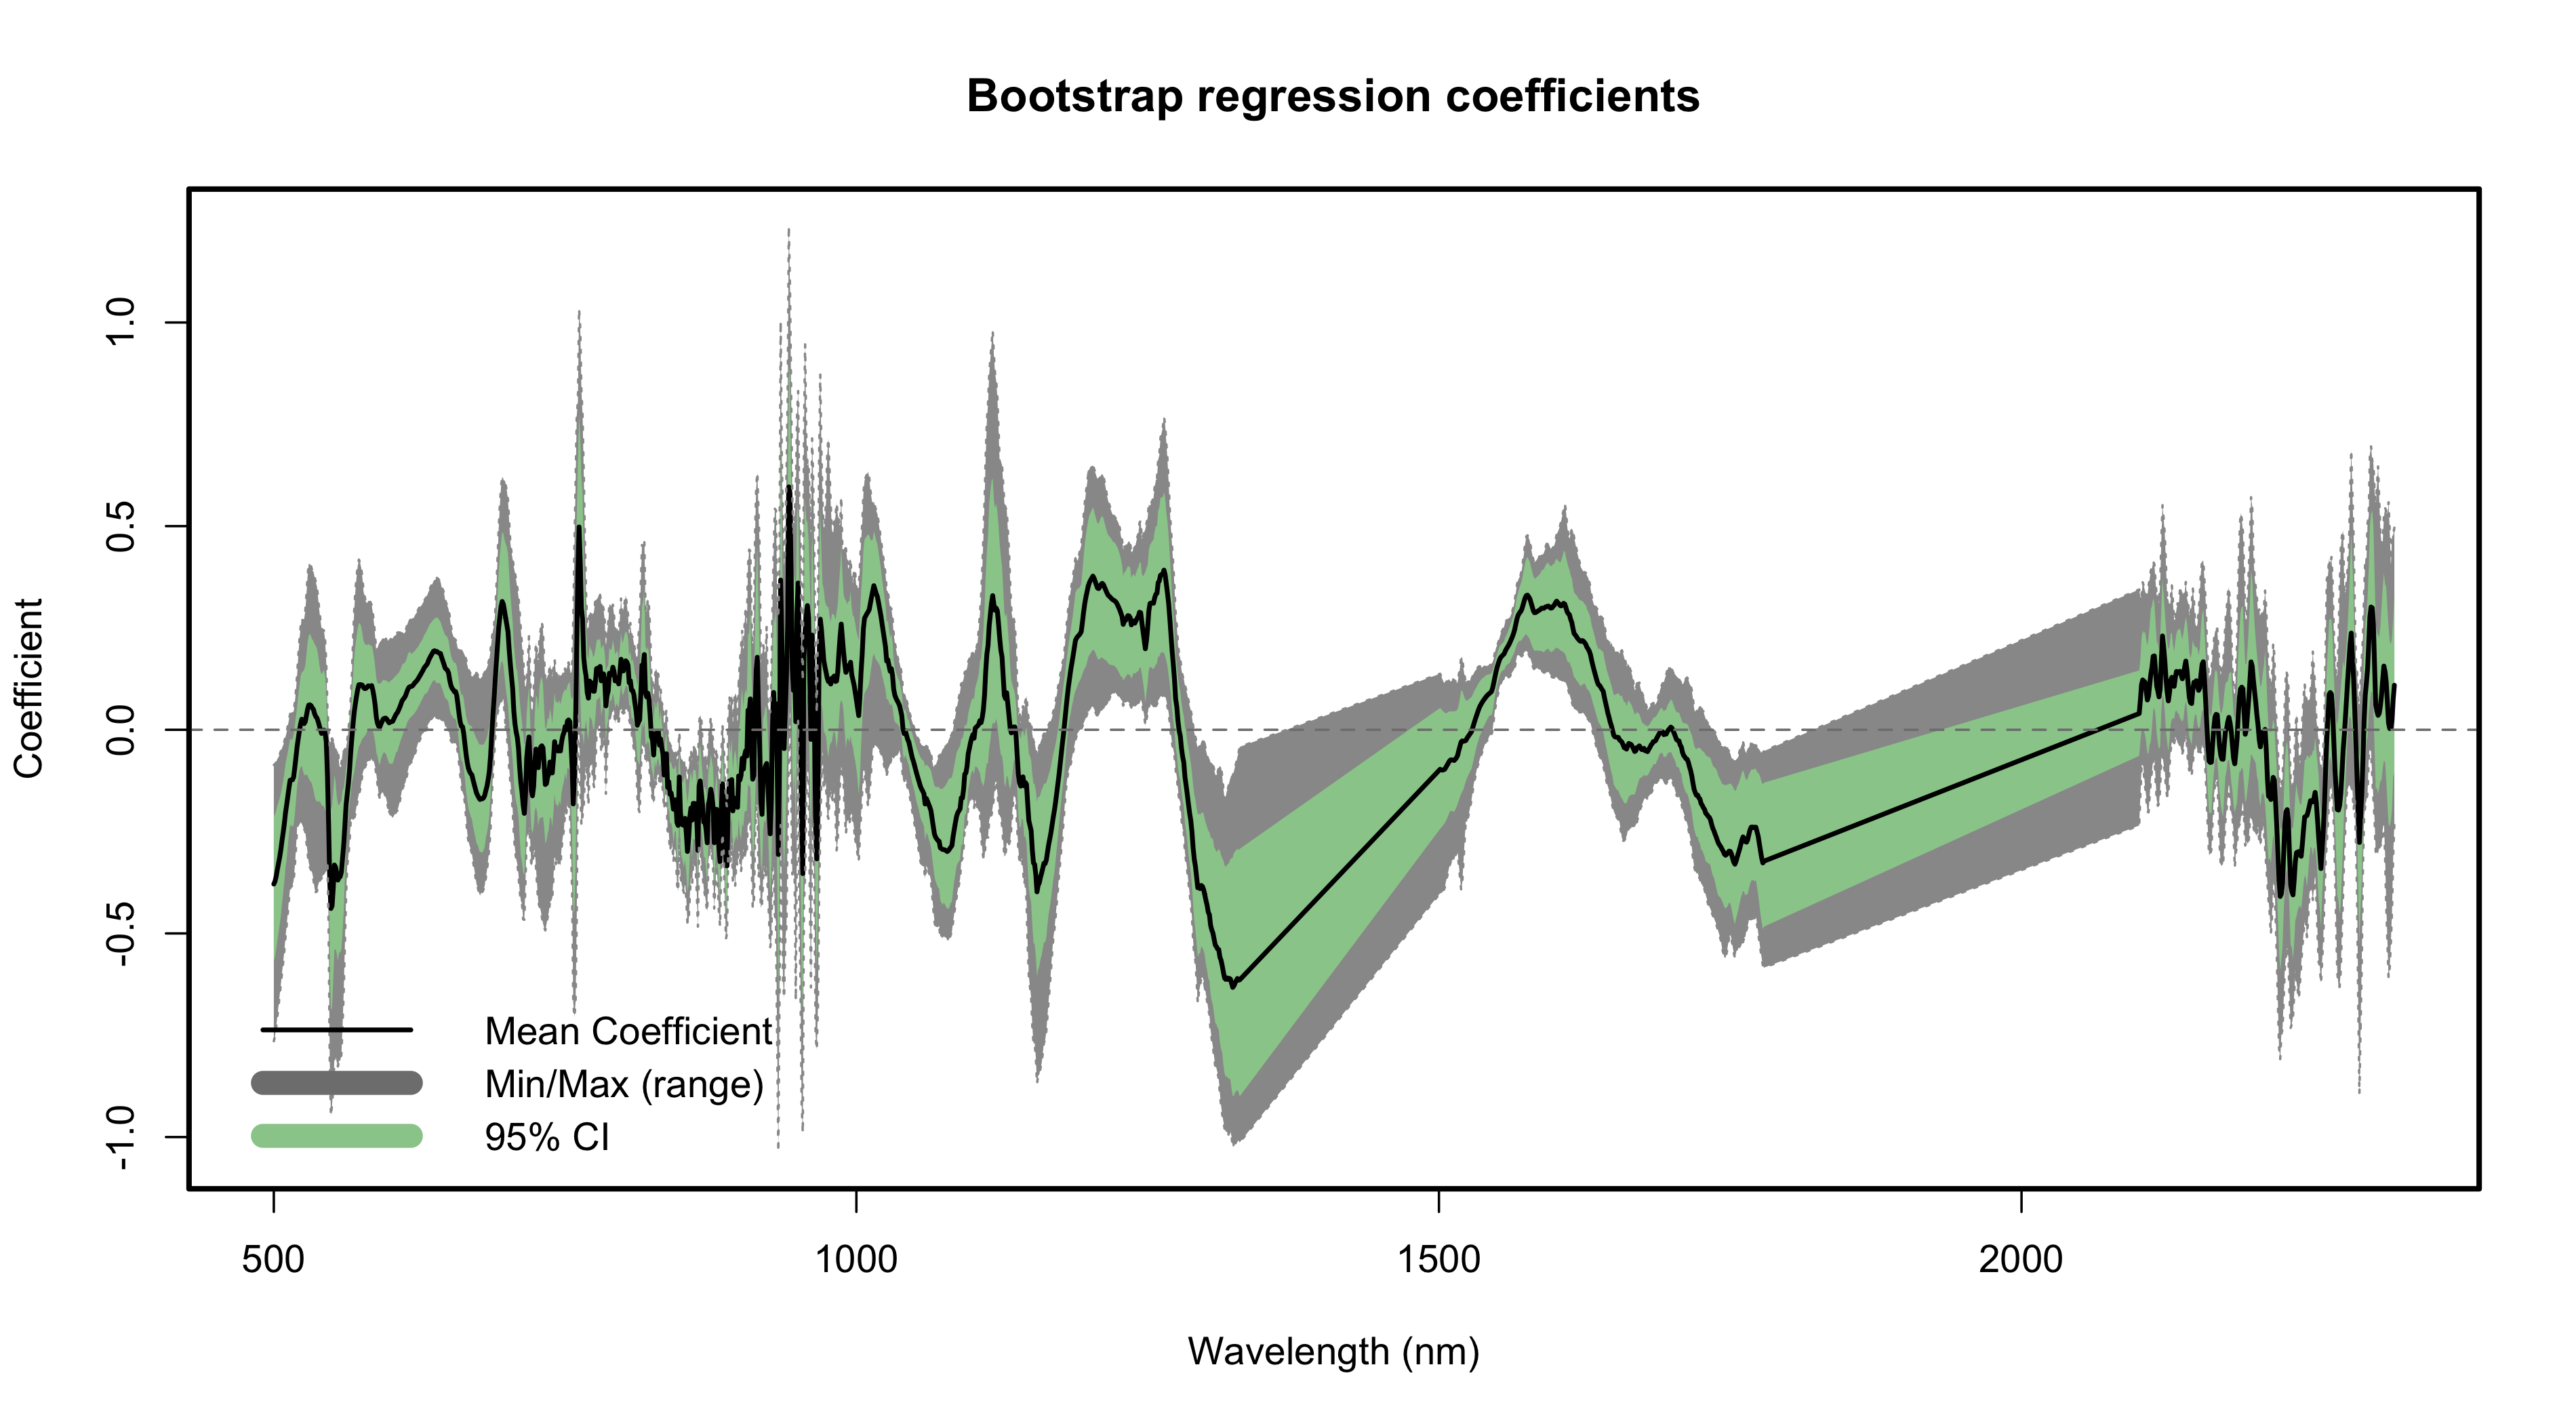 Bootstrap regression coefficients
Coefficient
1.0
0.5
0.0
-0.5
-1.0
Mean Coefficient
Min/Max (range)
95% CI
500
1000
1500
2000
Wavelength (nm)